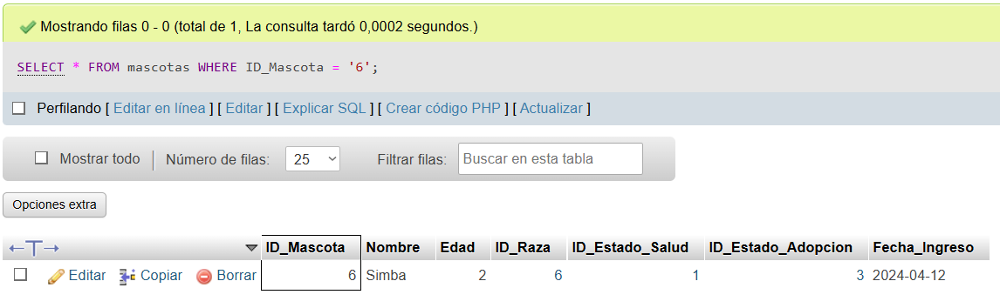 Mostrando filas 0 - 0 (total de 1, La consulta tardó 0,0002 segundos.)
SELECT * FROM mascotas WHERE ID_Mascota = '6';
Perfilando [ Editar en línea ] [ Editar ] [ Explicar SQL ] [ Crear código PHP ] [ Actualizar ]
Mostrar todo | Número de filas: 25 Filtrar filas: Buscar en esta tabla
Opciones extra
←T→ ID_Mascota Nombre Edad ID_Raza ID_Estado_Salud ID_Estado_Adopcion Fecha_Ingreso
Editar Copiar Borrar 6 Simba 2 6 1 3 2024-04-12